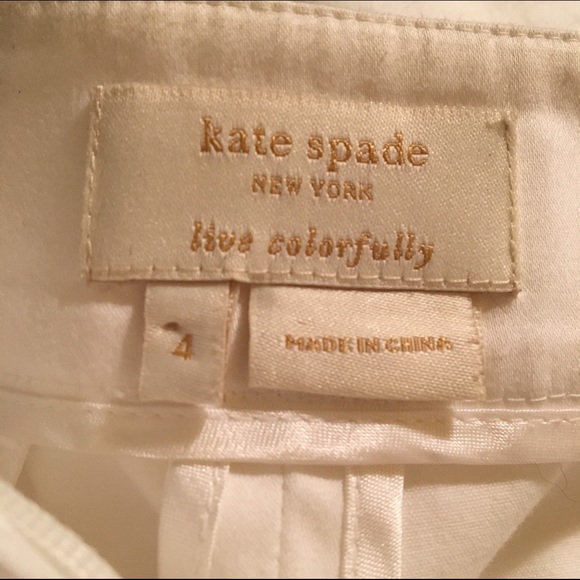 kate spade
NEW YORK
live colorfully
4
MADE IN CHINA